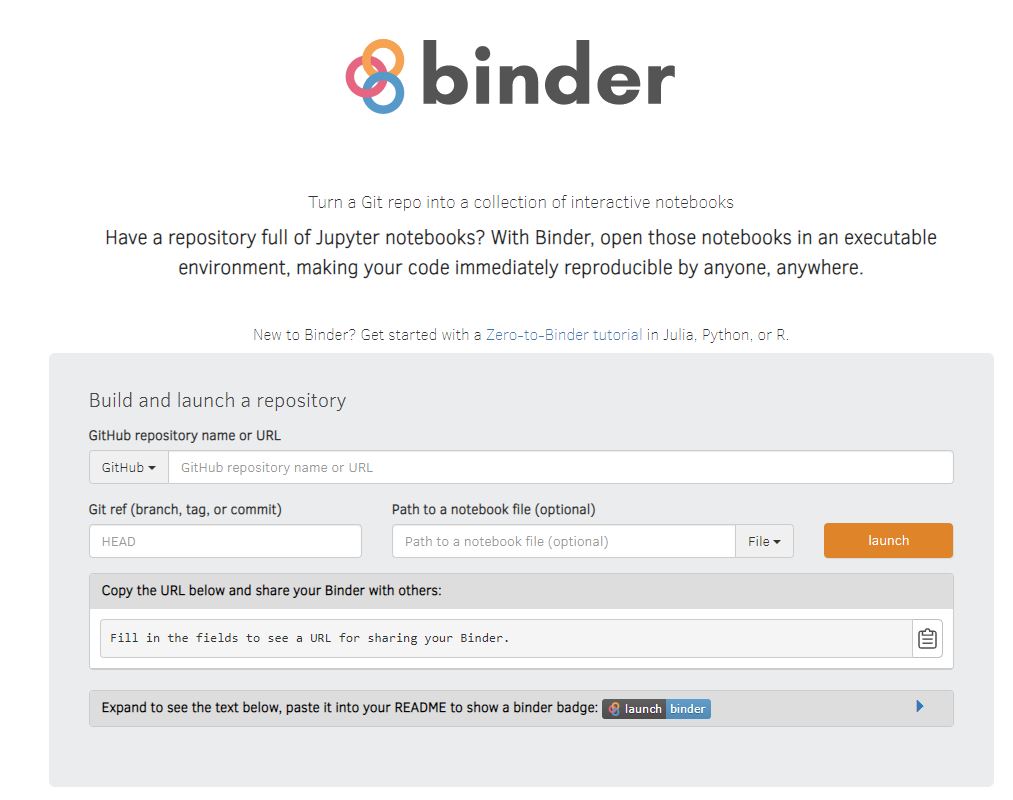 binder
Turn a Git repo into a collection of interactive notebooks
Have a repository full of Jupyter notebooks? With Binder, open those notebooks in an executable
environment, making your code immediately reproducible by anyone, anywhere.
New to Binder? Get started with a Zero-to-Binder tutorial in Julia, Python, or R.
Build and launch a repository
GitHub repository name or URL
GitHub GitHub repository name or URL
Git ref (branch, tag, or commit) Path to a notebook file (optional)
HEAD Path to a notebook file (optional) File launch
Copy the URL below and share your Binder with others:
Fill in the fields to see a URL for sharing your Binder.
Expand to see the text below, paste it into your README to show a binder badge: launch binder